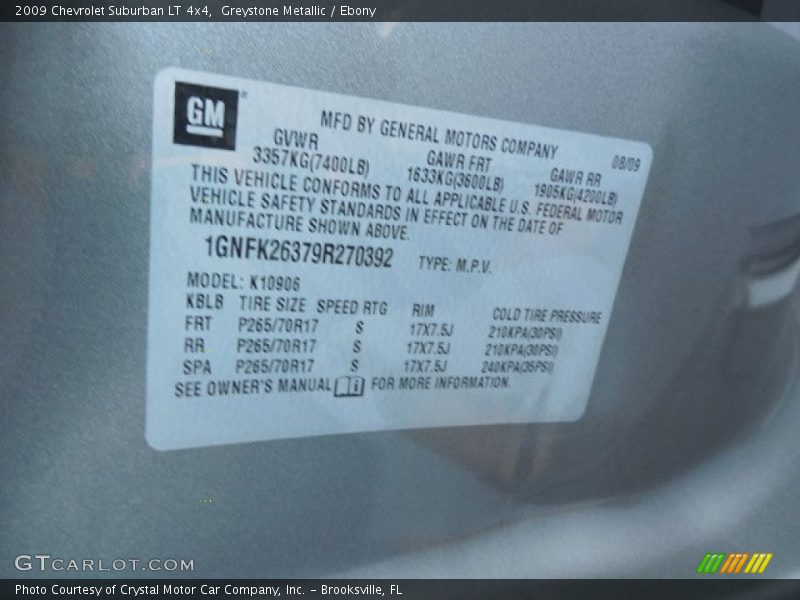 2009 Chevrolet Suburban LT 4x4, Greystone Metallic / Ebony
GM
MFD BY GENERAL MOTORS COMPANY 08/09
GVWR GAWR FRT GAWR RR
3357KG(7400LB) 1633KG(3600LB) 1905KG(4200LB)
THIS VEHICLE CONFORMS TO ALL APPLICABLE U.S. FEDERAL MOTOR
VEHICLE SAFETY STANDARDS IN EFFECT ON THE DATE OF
MANUFACTURE SHOWN ABOVE.
1GNFK26379R270392 TYPE: M.P.V.
MODEL: K10906
KBLB TIRE SIZE SPEED RTG RIM COLD TIRE PRESSURE
FRT P265/70R17 S 17X7.5J 210KPA(30PSI)
RR P265/70R17 S 17X7.5J 210KPA(30PSI)
SPA P265/70R17 S 17X7.5J 240KPA(35PSI)
SEE OWNER'S MANUAL FOR MORE INFORMATION.
GTCARLOT.COM
Photo Courtesy of Crystal Motor Car Company, Inc. – Brooksville, FL